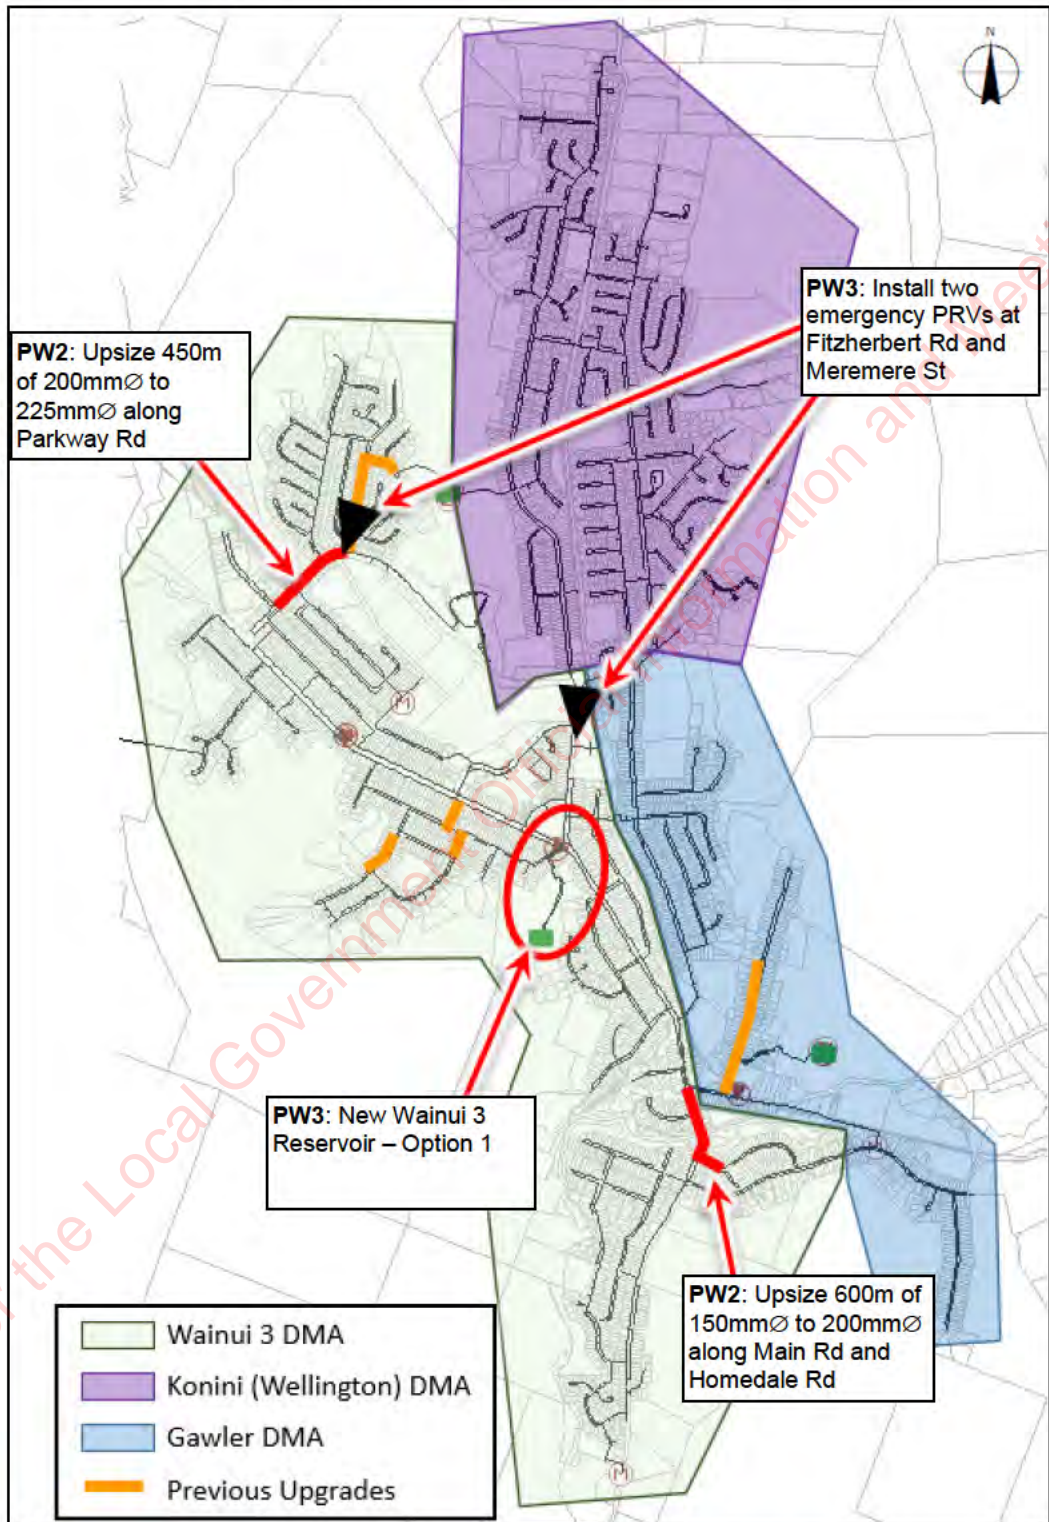 N
PW3: Install two
emergency PRVs at
Fitzherbert Rd and
Meremere St
PW2: Upsize 450m
of 200mm∅ to
225mm∅ along
Parkway Rd
M
PW3: New Wainui 3
Reservoir – Option 1
PW2: Upsize 600m of
150mm∅ to 200mm∅
along Main Rd and
Homedale Rd
M
Wainui 3 DMA
Konini (Wellington) DMA
Gawler DMA
Previous Upgrades
the Local Government Official Information and Meeti